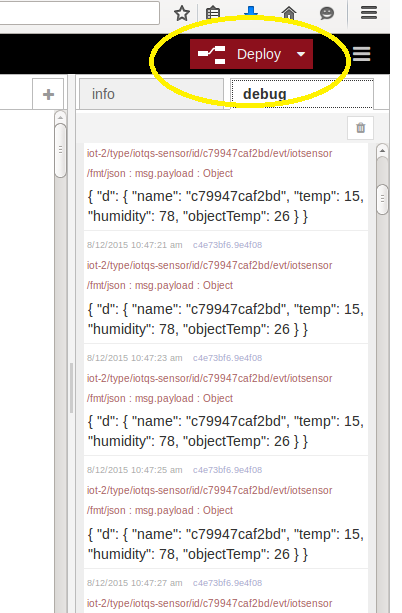 Deploy
info
debug
iot-2/type/iotqs-sensor/id/c79947caf2bd/evt/iotsensor
/fmt/json : msg.payload : Object
{ "d": { "name": "c79947caf2bd", "temp": 15,
"humidity": 78, "objectTemp": 26 } }
8/12/2015 10:47:21 am c4e73bf6.9e4f08
iot-2/type/iotqs-sensor/id/c79947caf2bd/evt/iotsensor
/fmt/json : msg.payload : Object
{ "d": { "name": "c79947caf2bd", "temp": 15,
"humidity": 78, "objectTemp": 26 } }
8/12/2015 10:47:23 am c4e73bf6.9e4f08
iot-2/type/iotqs-sensor/id/c79947caf2bd/evt/iotsensor
/fmt/json : msg.payload : Object
{ "d": { "name": "c79947caf2bd", "temp": 15,
"humidity": 78, "objectTemp": 26 } }
8/12/2015 10:47:25 am c4e73bf6.9e4f08
iot-2/type/iotqs-sensor/id/c79947caf2bd/evt/iotsensor
/fmt/json : msg.payload : Object
{ "d": { "name": "c79947caf2bd", "temp": 15,
"humidity": 78, "objectTemp": 26 } }
8/12/2015 10:47:27 am c4e73bf6.9e4f08
iot-2/type/iotqs-sensor/id/c79947caf2bd/evt/iotsensor